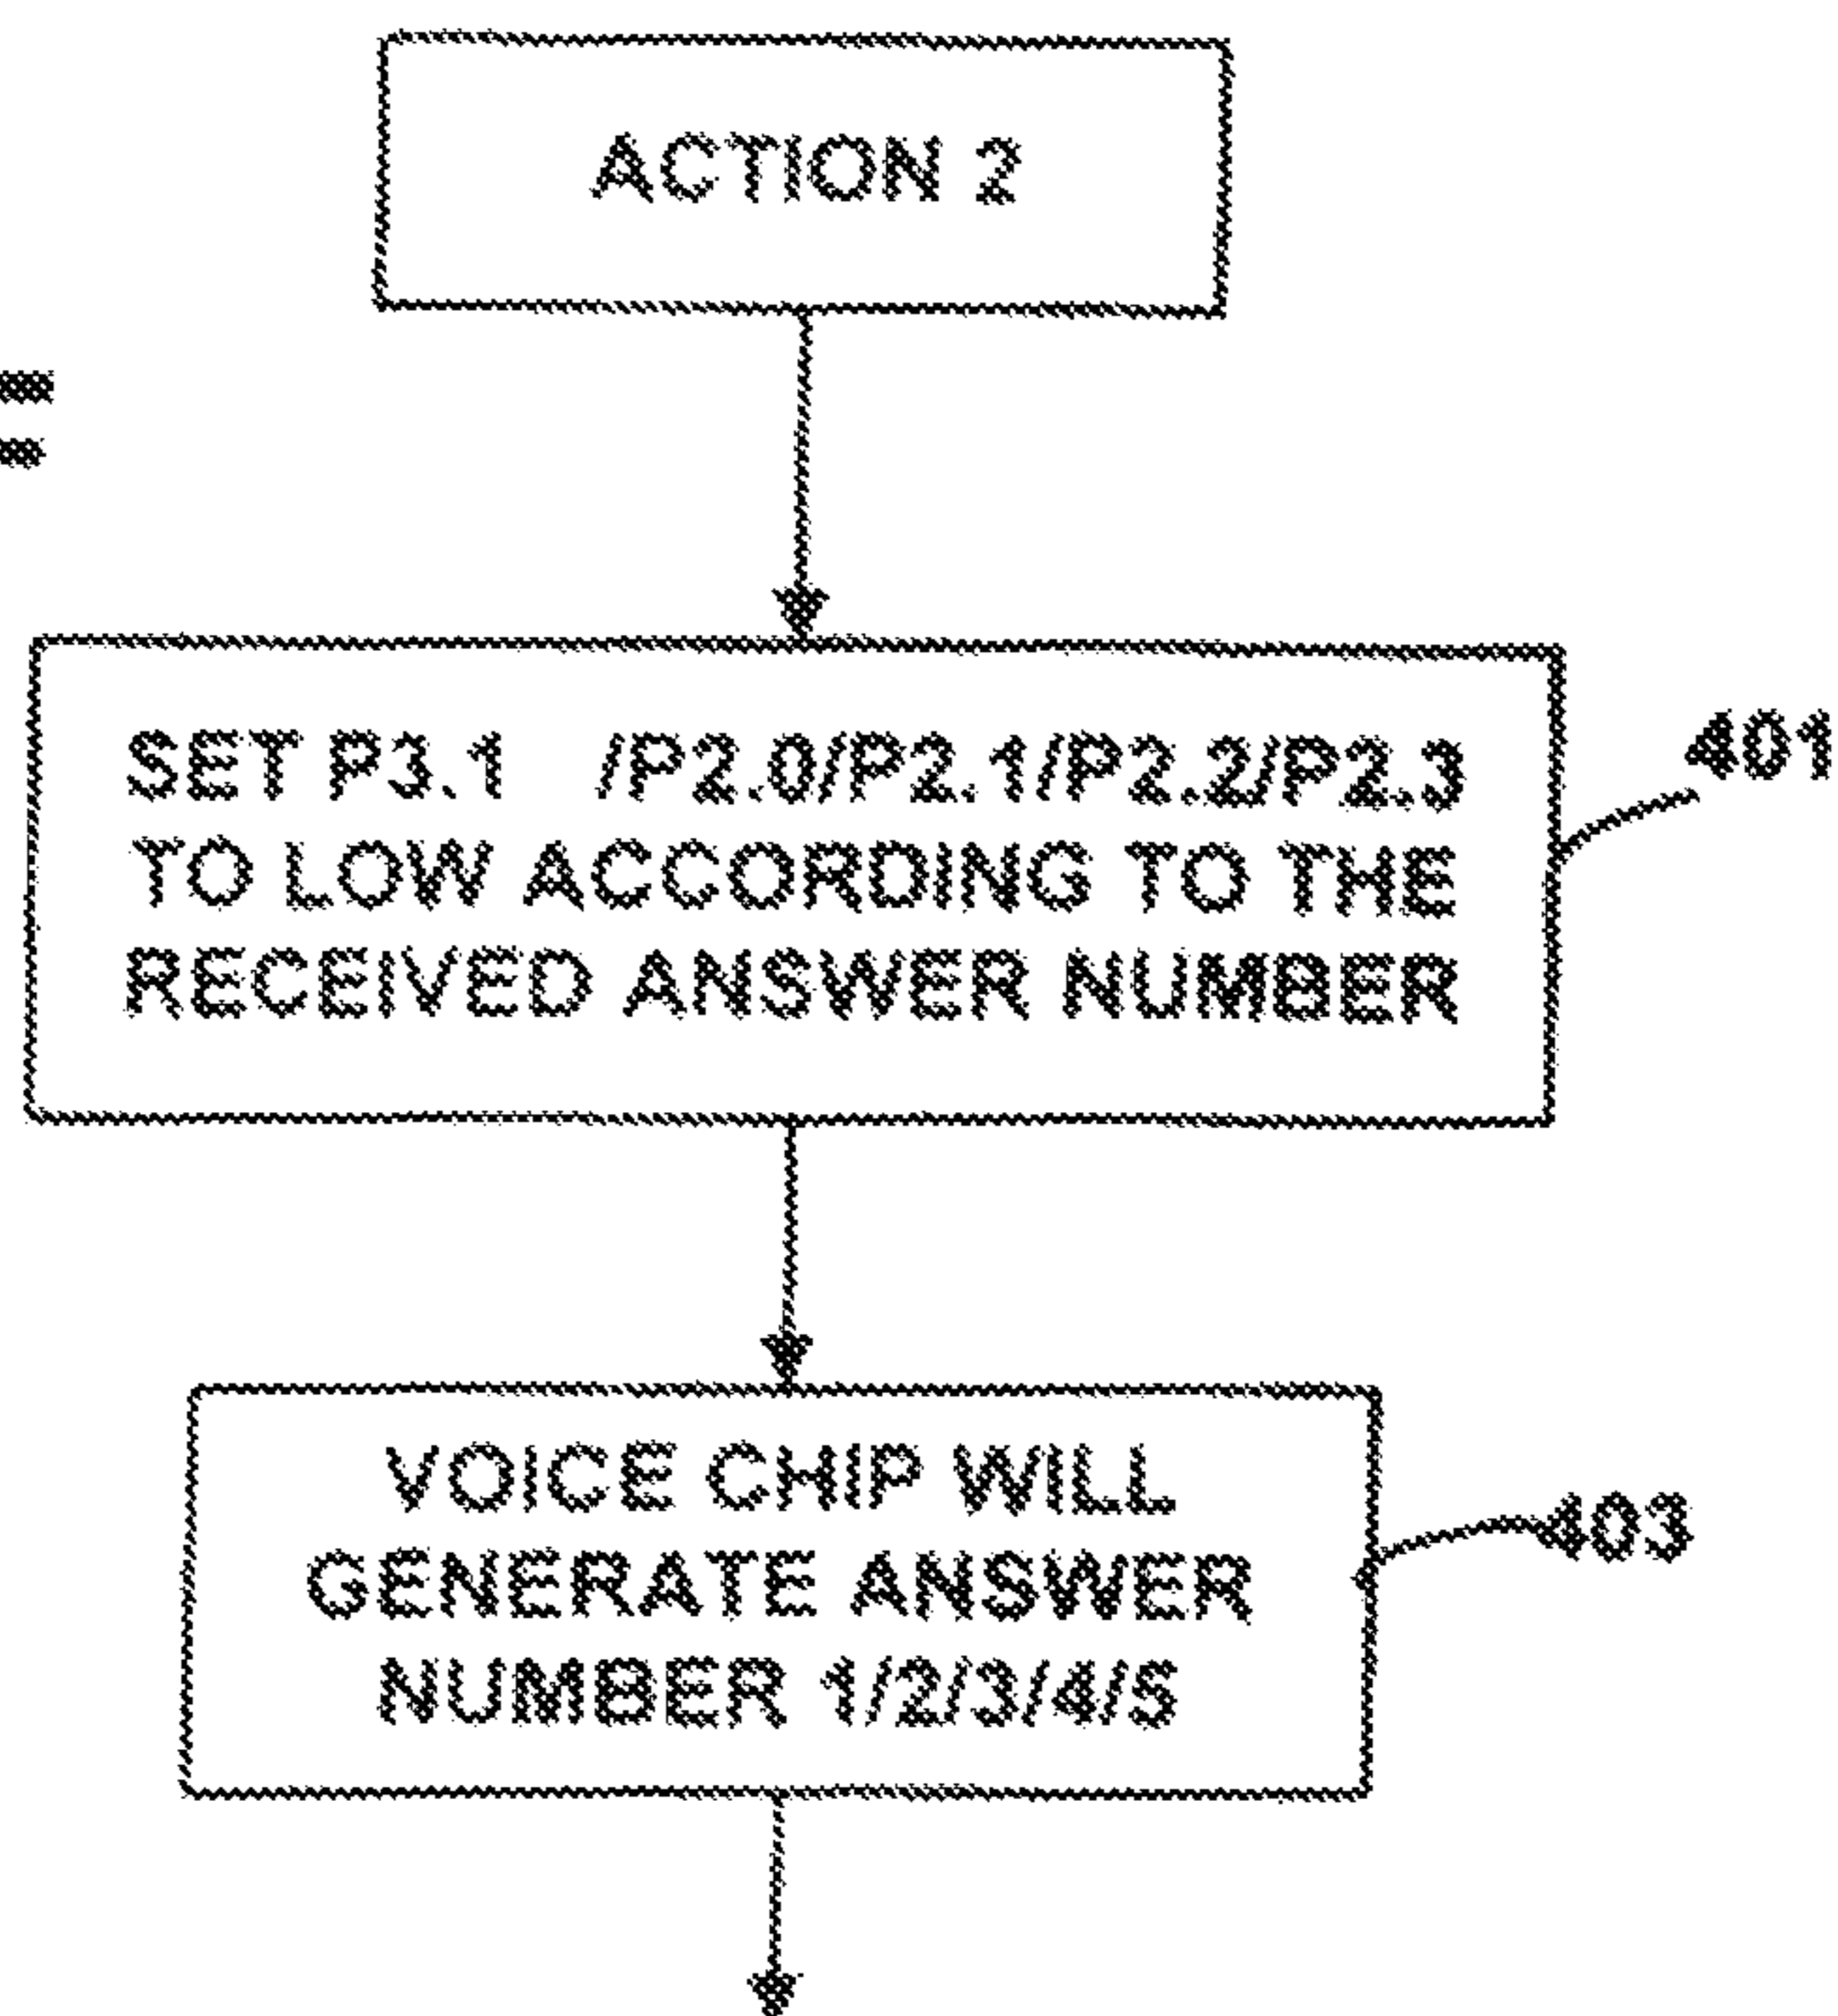 ACTION 2
SET P3.1 /P2.0/P2.1/P2.2/P2.3
TO LOW ACCORDING TO THE
RECEIVED ANSWER NUMBER
401
VOICE CHIP WILL
GENERATE ANSWER
NUMBER 1/2/3/4/5
403